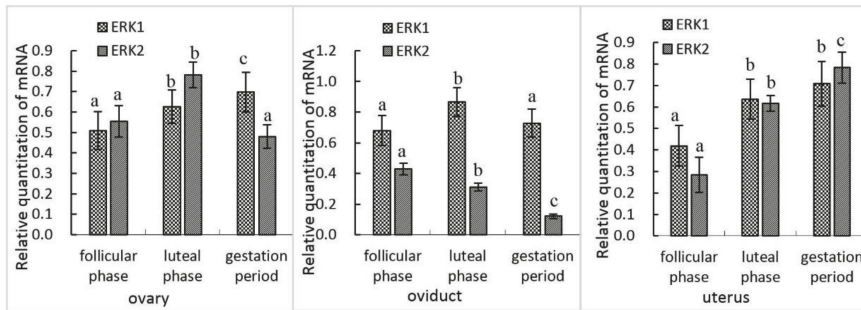 ERK1
ERK2
Relative quantitation of mRNA
0.9
0.8
0.7
0.6
0.5
0.4
0.3
0.2
0.1
0.0
a a
b b
c a
follicular phase
luteal phase
gestation period
ovary
ERK1
ERK2
Relative quantitation of mRNA
1.2
1.0
0.8
0.6
0.4
0.2
0.0
a a
b b
a c
follicular phase
luteal phase
gestation period
oviduct
ERK1
ERK2
Relative quantitation of mRNA
0.9
0.8
0.7
0.6
0.5
0.4
0.3
0.2
0.1
0.0
a a
b b
b c
follicular phase
luteal phase
gestation period
uterus